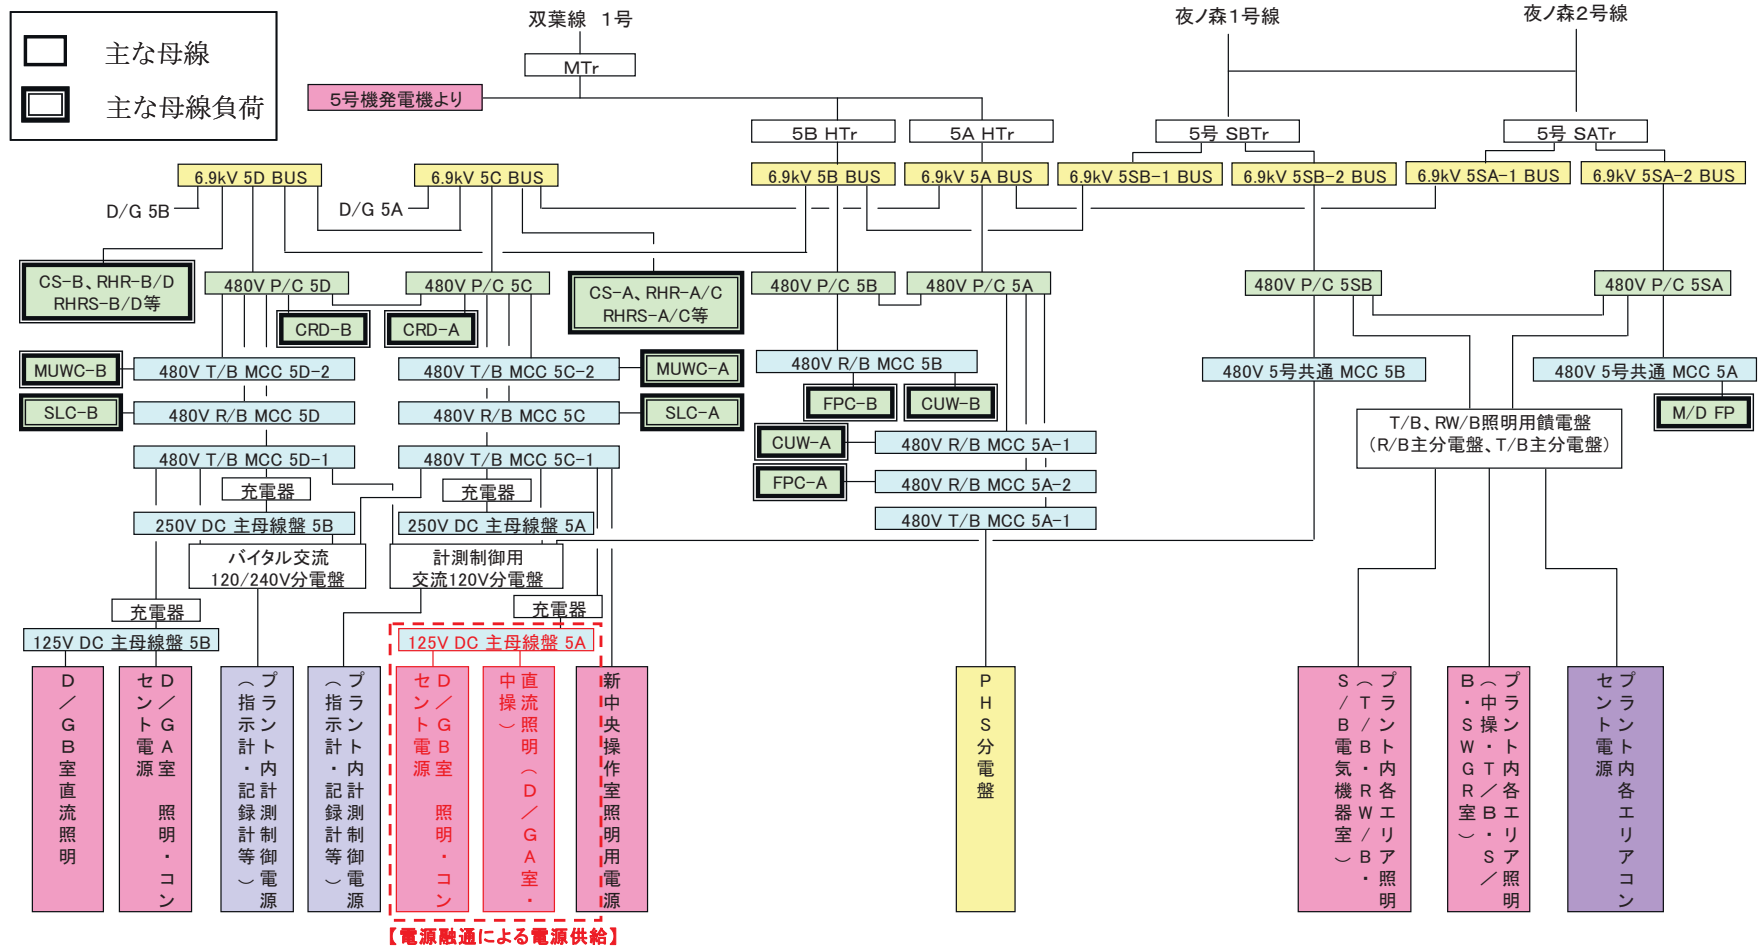 主な母線
主な母線負荷
双葉線 1号
夜ノ森1号線
夜ノ森2号線
MTr
5号機発電機より
5B HTr
5A HTr
5号 SBTr
5号 SATr
6.9kV 5D BUS
6.9kV 5C BUS
6.9kV 5B BUS
6.9kV 5A BUS
6.9kV 5SB-1 BUS
6.9kV 5SB-2 BUS
6.9kV 5SA-1 BUS
6.9kV 5SA-2 BUS
D/G 5B
D/G 5A
CS-B、RHR-B/D
RHRS-B/D等
480V P/C 5D
480V P/C 5C
CS-A、RHR-A/C
RHRS-A/C等
480V P/C 5B
480V P/C 5A
480V P/C 5SB
480V P/C 5SA
CRD-B
CRD-A
MUWC-B
480V T/B MCC 5D-2
480V T/B MCC 5C-2
MUWC-A
480V R/B MCC 5B
480V 5号共通 MCC 5B
480V 5号共通 MCC 5A
SLC-B
480V R/B MCC 5D
480V R/B MCC 5C
SLC-A
FPC-B
CUW-B
M/D FP
T/B、RW/B照明用饋電盤
(R/B主分電盤、T/B主分電盤)
CUW-A
480V R/B MCC 5A-1
480V T/B MCC 5D-1
480V T/B MCC 5C-1
FPC-A
480V R/B MCC 5A-2
充電器
充電器
250V DC 主母線盤 5B
250V DC 主母線盤 5A
480V T/B MCC 5A-1
バイタル交流
120/240V分電盤
計測制御用
交流120V分電盤
充電器
充電器
125V DC 主母線盤 5B
125V DC 主母線盤 5A
D/GB室直流照明
D/GA室 照明・コン
セント電源
プラント内計測制御電源
(指示計・記録計等)
プラント内計測制御電源
(指示計・記録計等)
D/GB室 照明・コン
セント電源
直流照明(D/GA室・
中操)
新中央操作室照明用電源
PHS分電盤
プラント内各エリア照明
(T/B・RW/B・
S/B電気機器室)
プラント内各エリア照明
(中操・T/B・S/
B・SWGR室)
プラント内各エリアコン
セント電源
【電源融通による電源供給】